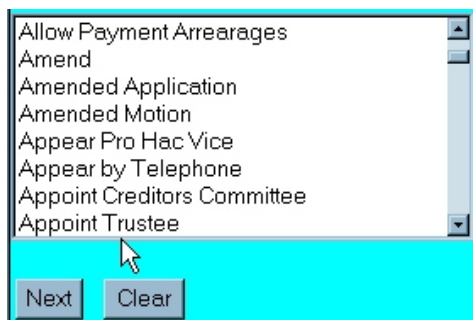 Allow Payment Arrearages
Amend
Amended Application
Amended Motion
Appear Pro Hac Vice
Appear by Telephone
Appoint Creditors Committee
Appoint Trustee
Next Clear